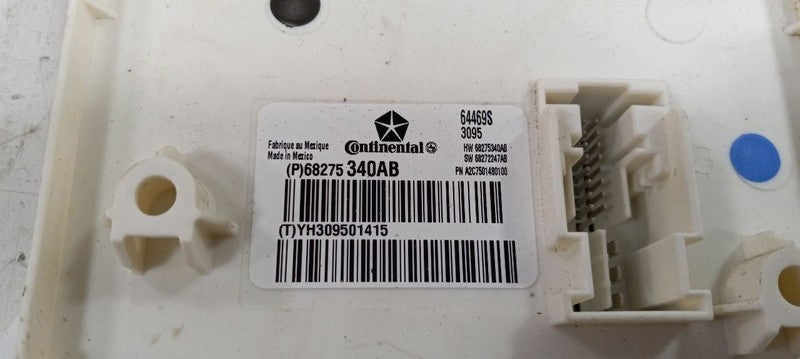 64469S
3095
Fabrique au Mexique
Made in Mexico
Continental
HW 68275340AB
SW 68272247AB
(P)68275 340AB
PN A2C7501480100
(T)YH309501415